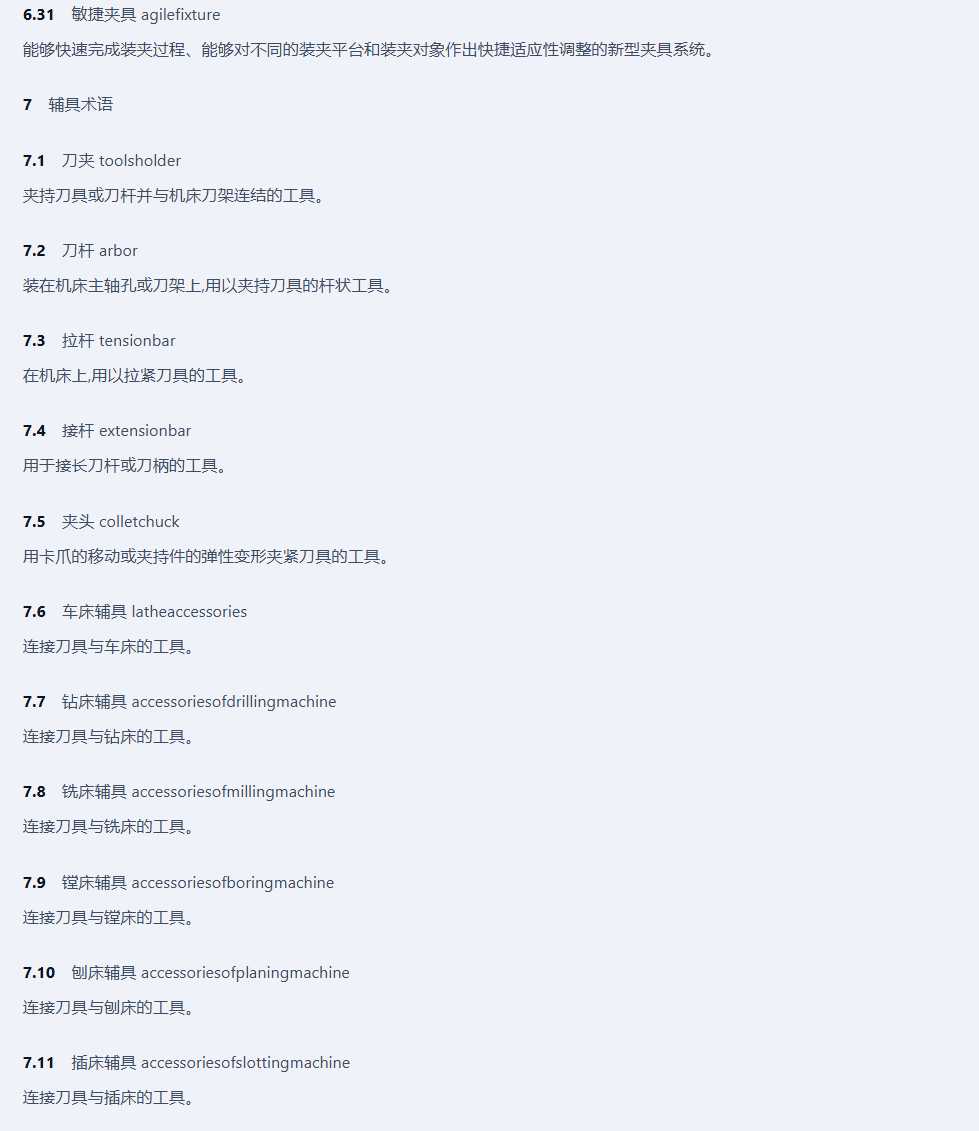 6.31 敏捷夹具 agilefixture
能够快速完成装夹过程、能够对不同的装夹平台和装夹对象作出快捷适应性调整的新型夹具系统。
7 辅具术语
7.1 刀夹 toolsholder
夹持刀具或刀杆并与机床刀架连结的工具。
7.2 刀杆 arbor
装在机床主轴孔或刀架上,用以夹持刀具的杆状工具。
7.3 拉杆 tensionbar
在机床上,用以拉紧刀具的工具。
7.4 接杆 extensionbar
用于接长刀杆或刀柄的工具。
7.5 夹头 colletchuck
用卡爪的移动或夹持件的弹性变形夹紧刀具的工具。
7.6 车床辅具 latheaccessories
连接刀具与车床的工具。
7.7 钻床辅具 accessoriesofdrillingmachine
连接刀具与钻床的工具。
7.8 铣床辅具 accessoriesofmillingmachine
连接刀具与铣床的工具。
7.9 镗床辅具 accessoriesofboringmachine
连接刀具与镗床的工具。
7.10 刨床辅具 accessoriesofplaningmachine
连接刀具与刨床的工具。
7.11 插床辅具 accessoriesofslottingmachine
连接刀具与插床的工具。